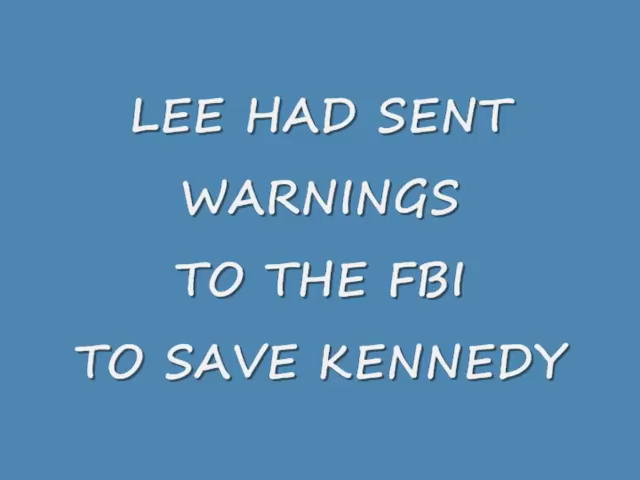 LEE HAD SENT
WARNINGS
TO THE FBI
TO SAVE KENNEDY